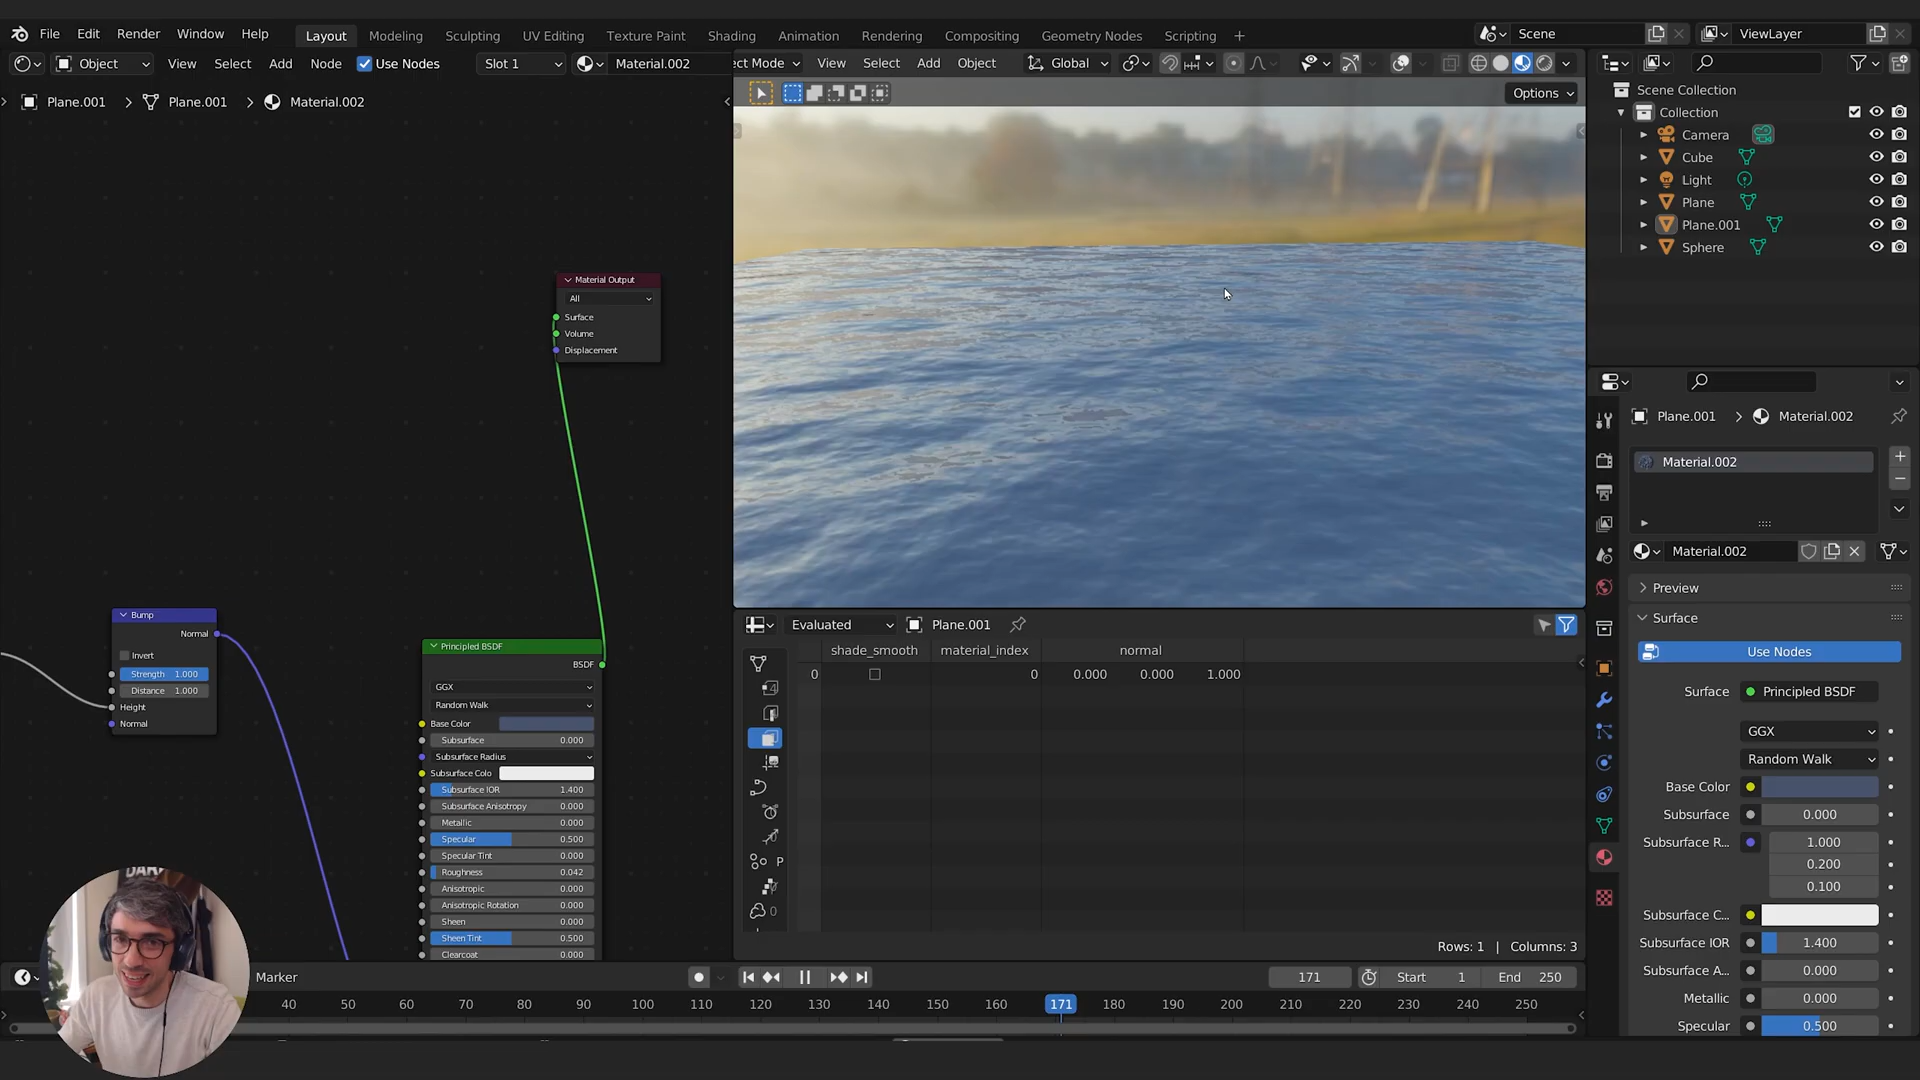 File Edit Render Window Help Layout Modeling Sculpting UV Editing Texture Paint Shading Animation Rendering Compositing Geometry Nodes Scripting + Scene ViewLayer
Object View Select Add Node Use Nodes Slot 1 Material.002
ect Mode View Select Add Object Global
Plane.001 > Plane.001 > Material.002
Options
Scene Collection
Collection
Camera
Cube
Light
Plane
Plane.001
Sphere
Material Output
All
Surface
Volume
Displacement
Bump
Normal
Invert
Strength 1.000
Distance 1.000
Height
Normal
Principled BSDF
BSDF
GGX
Random Walk
Base Color
Subsurface 0.000
Subsurface Radius
Subsurface Colo
Subsurface IOR 1.400
Subsurface Anisotropy 0.000
Metallic 0.000
Specular 0.500
Specular Tint 0.000
Roughness 0.042
Anisotropic 0.000
Anisotropic Rotation 0.000
Sheen 0.000
Sheen Tint 0.500
Clearcoat 0.000
Evaluated Plane.001
shade_smooth material_index normal
0 0 0.000 0.000 1.000
P
0
Rows: 1 | Columns: 3
Plane.001 > Material.002
Material.002
Material.002
Preview
Surface
Use Nodes
Surface Principled BSDF
GGX
Random Walk
Base Color
Subsurface 0.000
Subsurface R... 1.000
0.200
0.100
Subsurface C...
Subsurface IOR 1.400
Subsurface A... 0.000
Metallic 0.000
Specular 0.500
Marker 171 Start 1 End 250
40 50 60 70 80 90 100 110 120 130 140 150 160 171 180 190 200 210 220 230 240 250